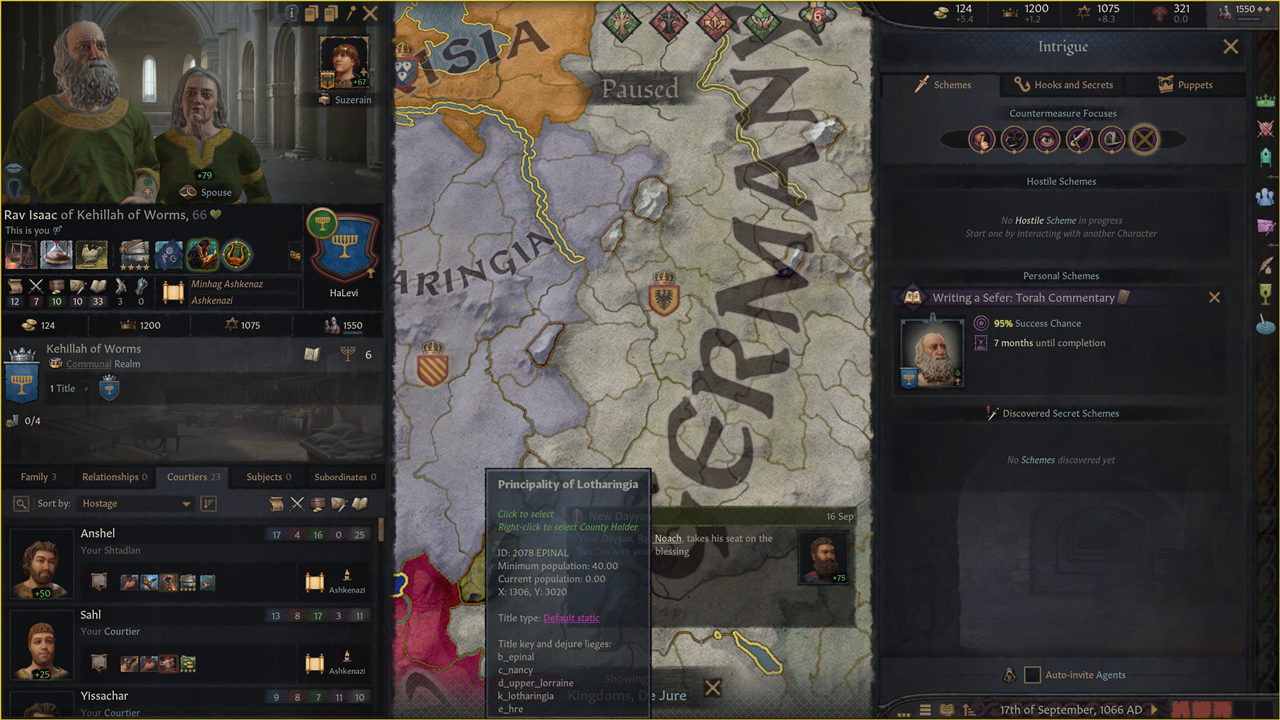 +67
Suzerain
+79
Spouse
Rav Isaac of Kehillah of Worms, 66
This is you
12 7 10 10 33 3 0
Minhag Ashkenaz
Ashkenazi
HaLevi
124 1200 1075 1550
Kehillah of Worms
Communal Realm
6
1 Title
0/4
Family 3 Relationships 0 Courtiers 23 Subjects 0 Subordinates 0
Sort by: Hostage
Anshel 17 4 16 0 25
Your Shtadlan
+50
Ashkenazi
Sahl 13 8 17 3 11
Your Courtier
+25
Ashkenazi
Yissachar 9 8 7 11 10
Your Courtier
6
Paused
ISIA
ARINGIA
GERMANY
Principality of Lotharingia
Click to select
Right-click to select County Holder
ID: 2078 EPINAL
Minimum population: 40.00
Current population: 0.00
X: 1306, Y: 3020
Title type: Default static
Title key and dejure lieges:
b_epinal
c_nancy
d_upper_lorraine
k_lotharingia
e_hre
New Dayyan
16 Sep
Your Dayyan, Noach, takes his seat on the
Bet Din with your blessing
+75
Showing
Kingdoms, De Jure
124 1200 1075 321 1550
+5.4 +1.2 +8.3 0.0
Intrigue
Schemes Hooks and Secrets Puppets
Countermeasure Focuses
Hostile Schemes
No Hostile Scheme in progress
Start one by interacting with another Character
Personal Schemes
Writing a Sefer: Torah Commentary
95% Success Chance
7 months until completion
Discovered Secret Schemes
No Schemes discovered yet
Auto-invite Agents
17th of September, 1066 AD